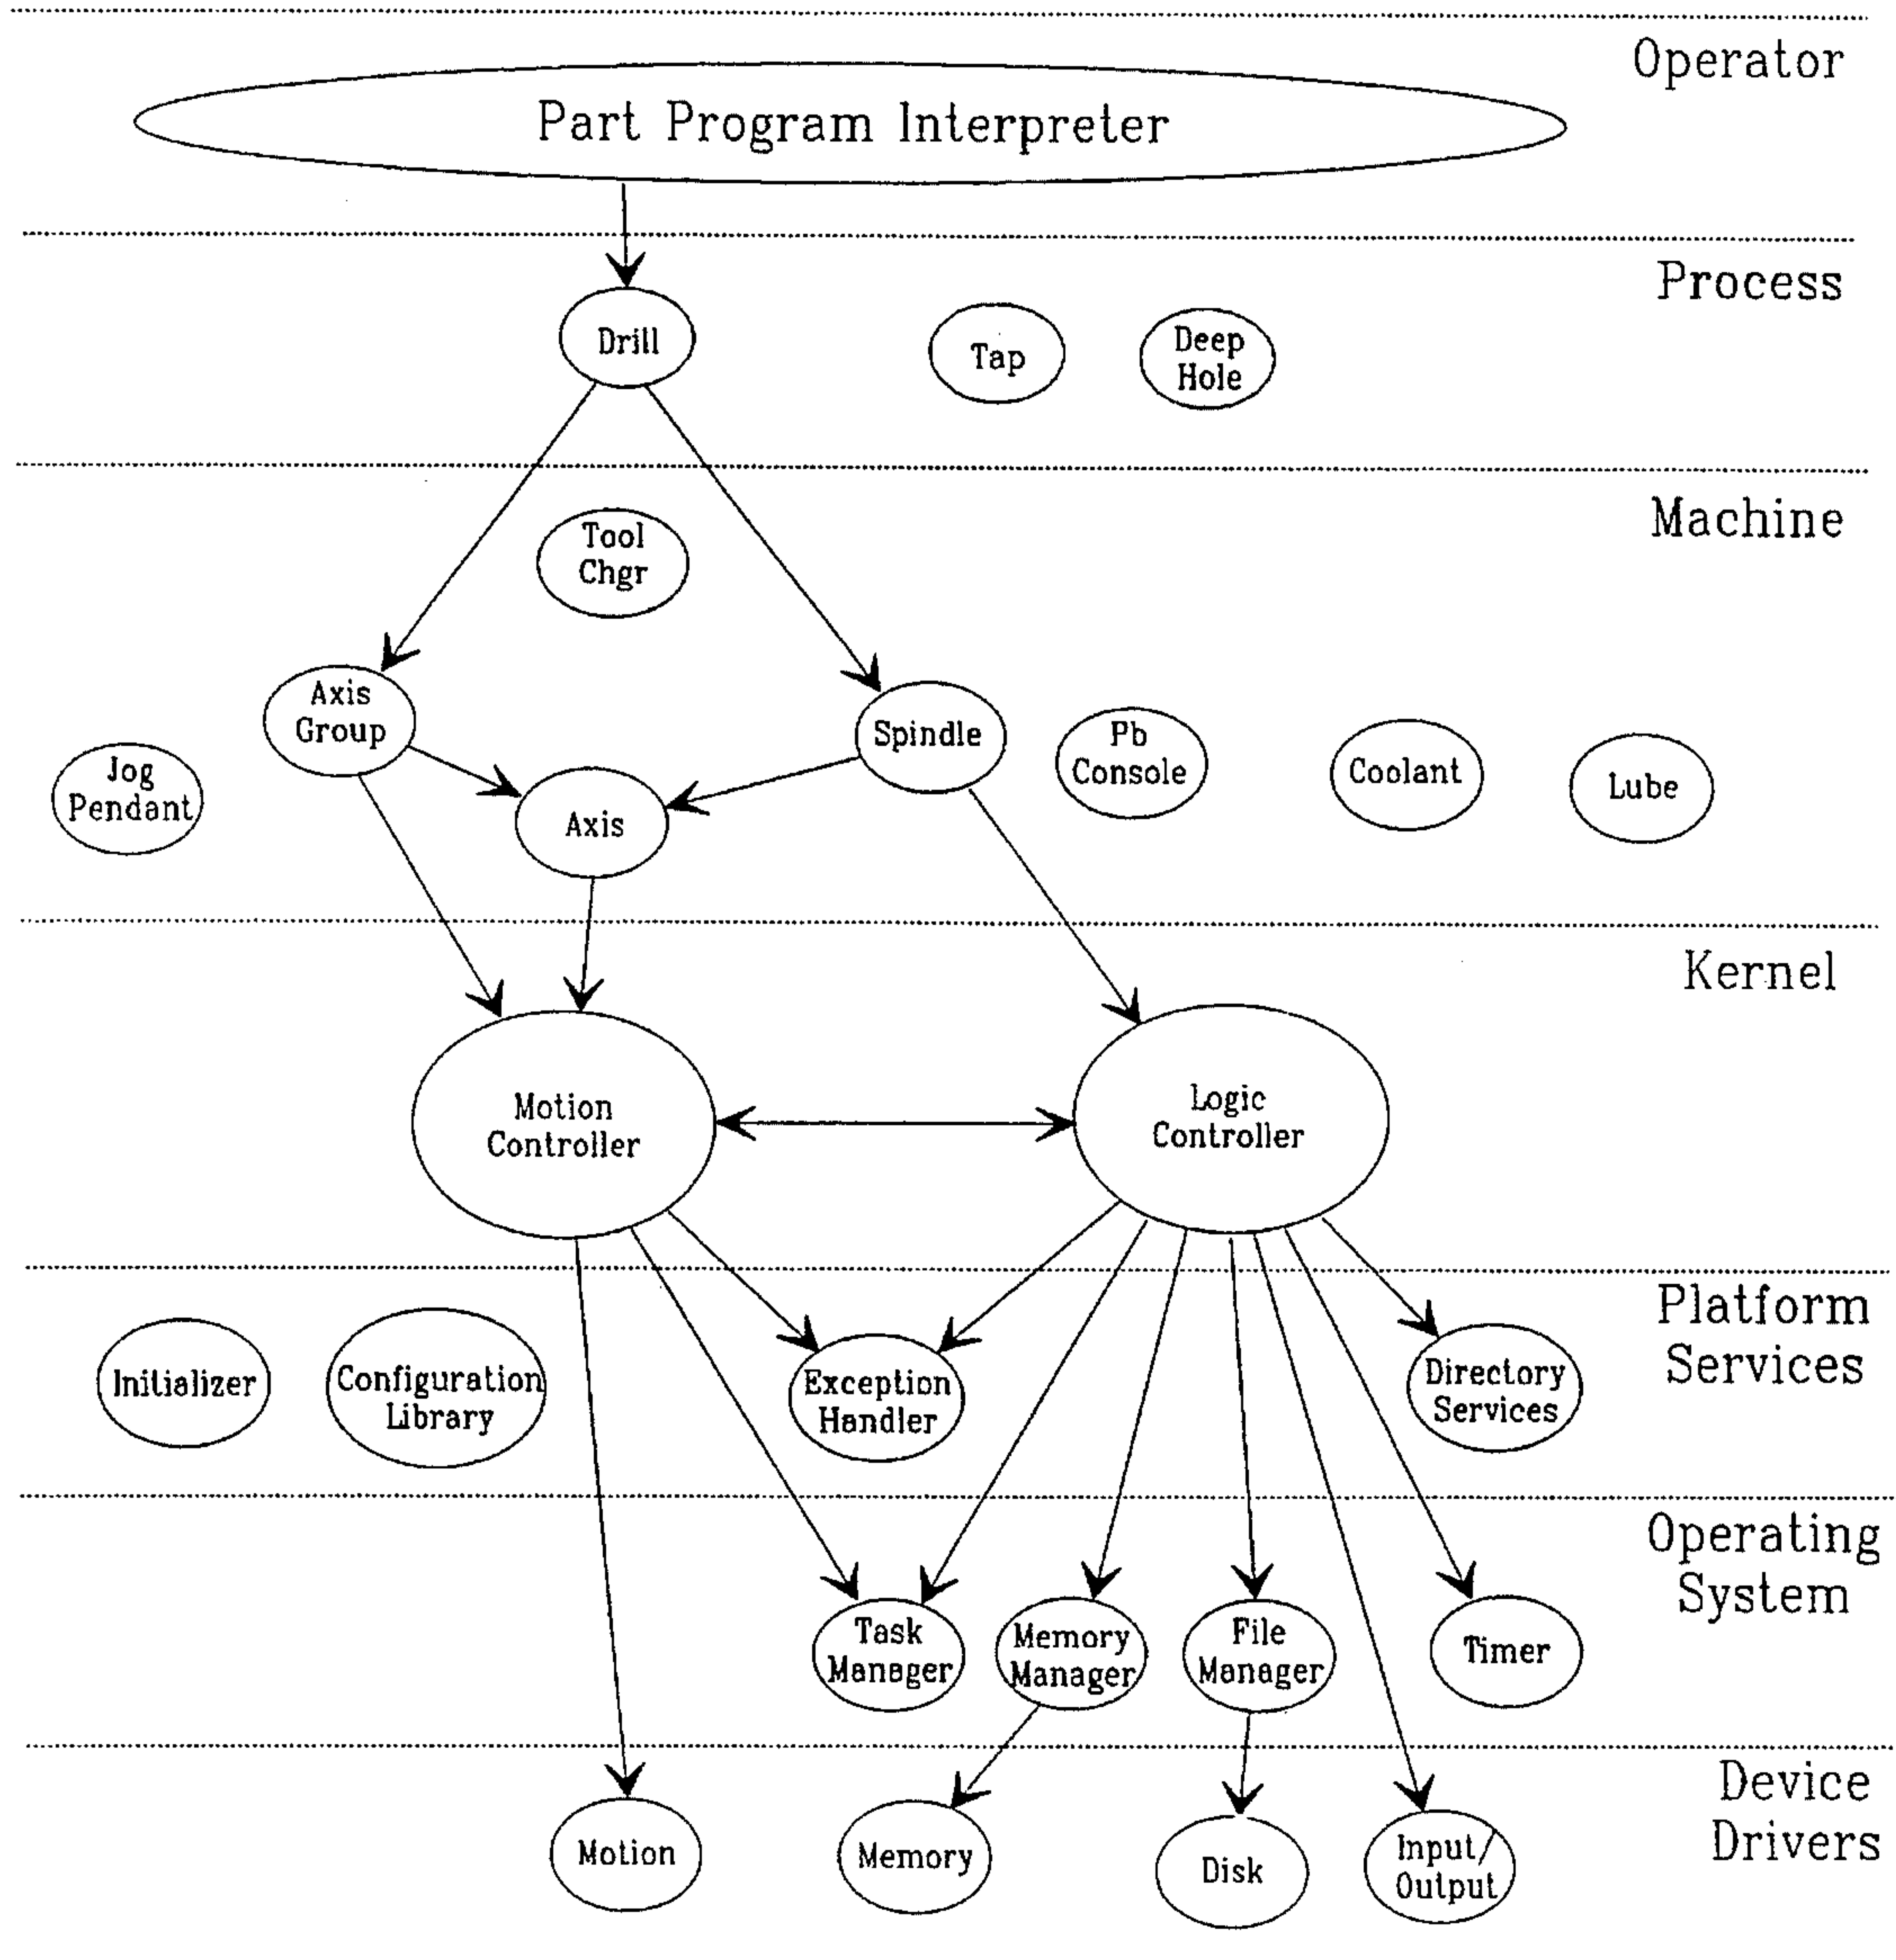 Operator
Part Program Interpreter
Process
Drill
Tap
Deep
Hole
Machine
Tool
Chgr
Axis
Group
Spindle
Pb
Console
Coolant
Lube
Jog
Pendant
Axis
Kernel
Motion
Controller
Logic
Controller
Platform
Services
Initializer
Configuration
Library
Exception
Handler
Directory
Services
Operating
System
Task
Manager
Memory
Manager
File
Manager
Timer
Device
Drivers
Motion
Memory
Disk
Input/
Output